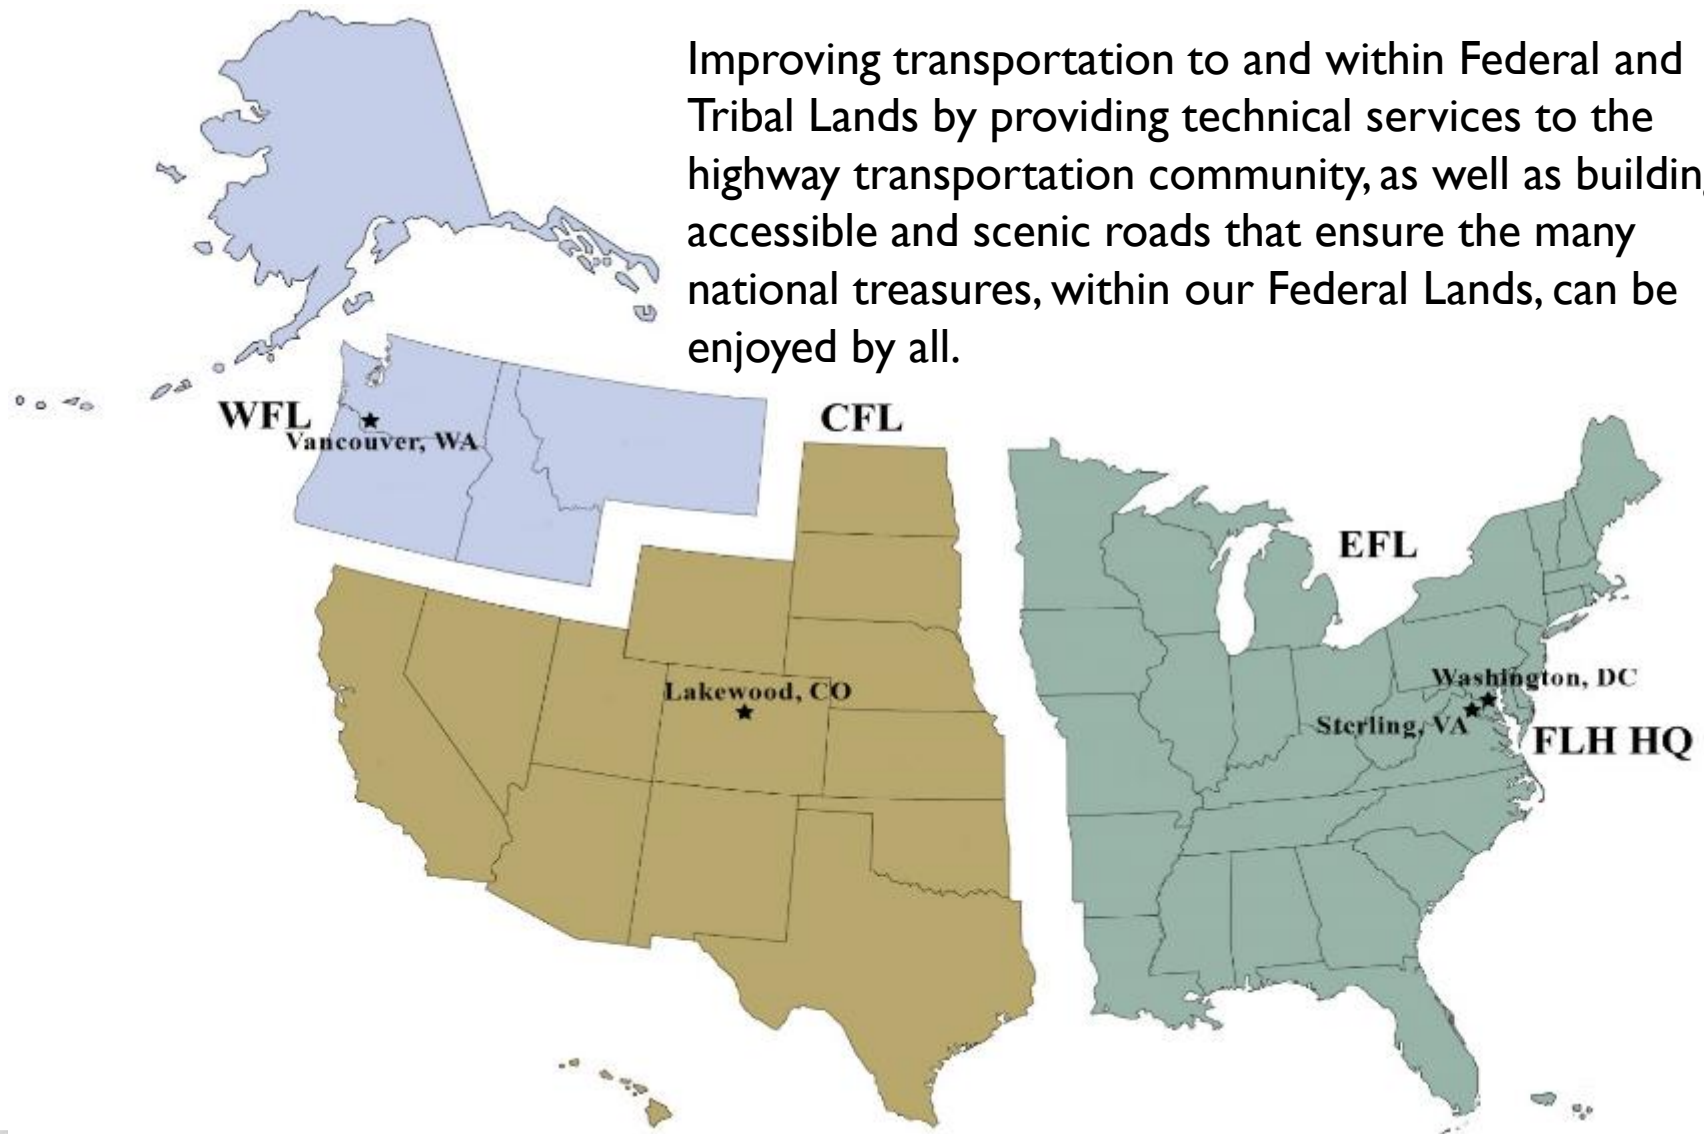 Improving transportation to and within Federal and
Tribal Lands by providing technical services to the
highway transportation community, as well as buildin
accessible and scenic roads that ensure the many
national treasures, within our Federal Lands, can be
enjoyed by all.
WFL
Vancouver, WA
CFL
EFL
Lakewood, CO
Washington, DC
Sterling, VA
FLH HQ